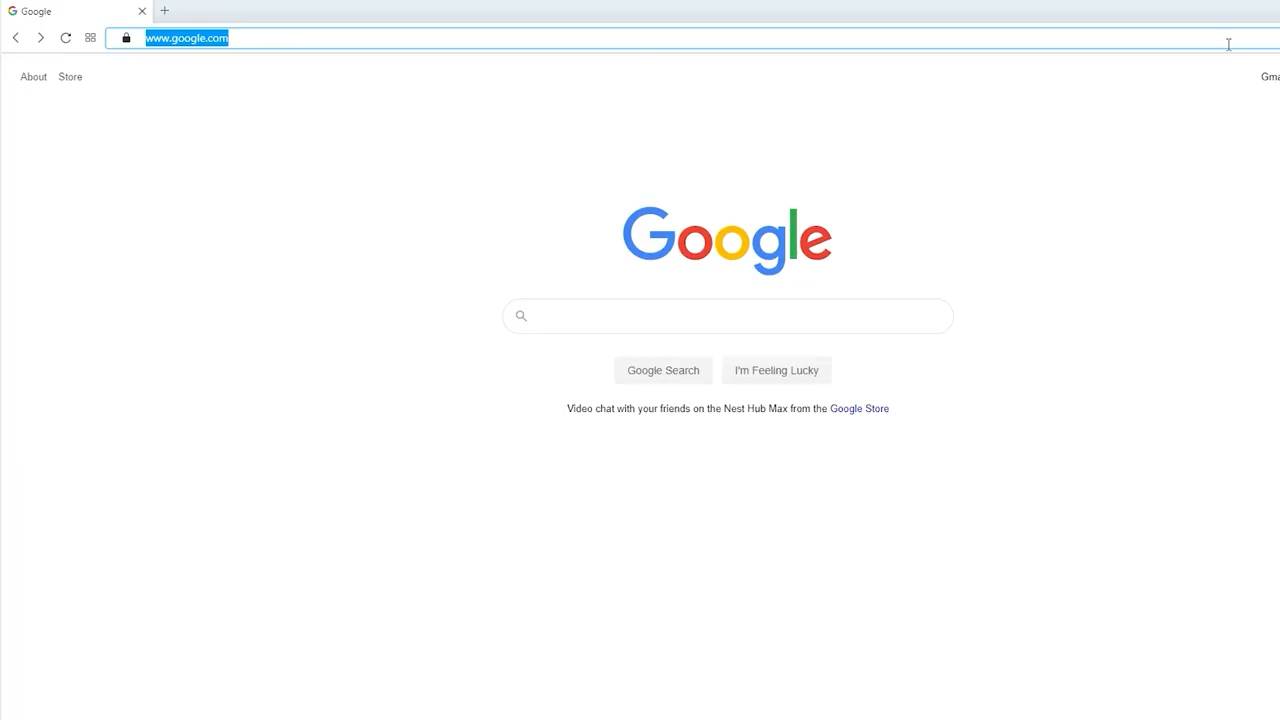 Google
www.google.com
About Store Gma
Google
Google Search I'm Feeling Lucky
Video chat with your friends on the Nest Hub Max from the Google Store